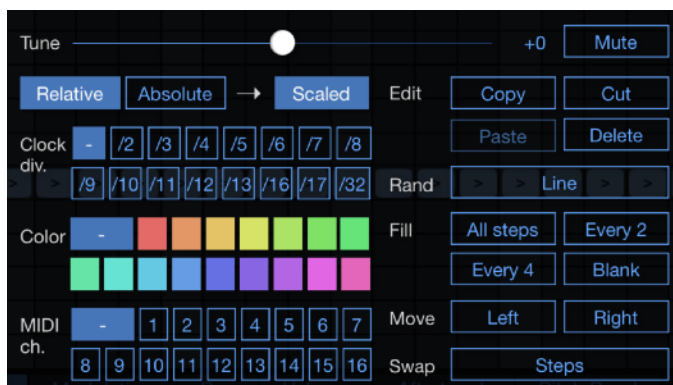 Tune +0 Mute
Relative Absolute → Scaled Edit Copy Cut
Paste Delete
Clock div. - /2 /3 /4 /5 /6 /7 /8
/9 /10 /11 /12 /13 /16 /17 /32 Rand > > Line > >
Color - Fill All steps Every 2
Every 4 Blank
MIDI ch. - 1 2 3 4 5 6 7 Move Left Right
8 9 10 11 12 13 14 15 16 Swap Steps